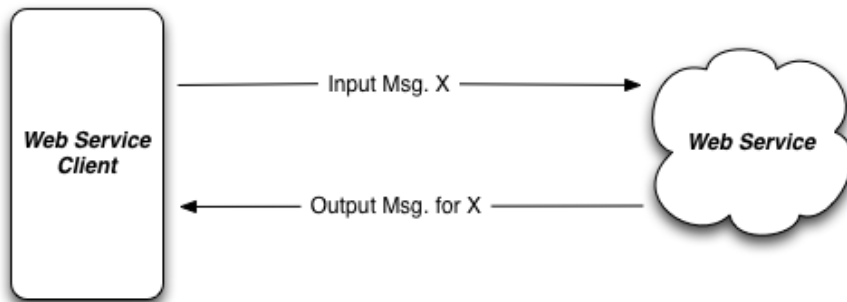 Input Msg. X
Web Service
Client
Web Service
Output Msg. for X